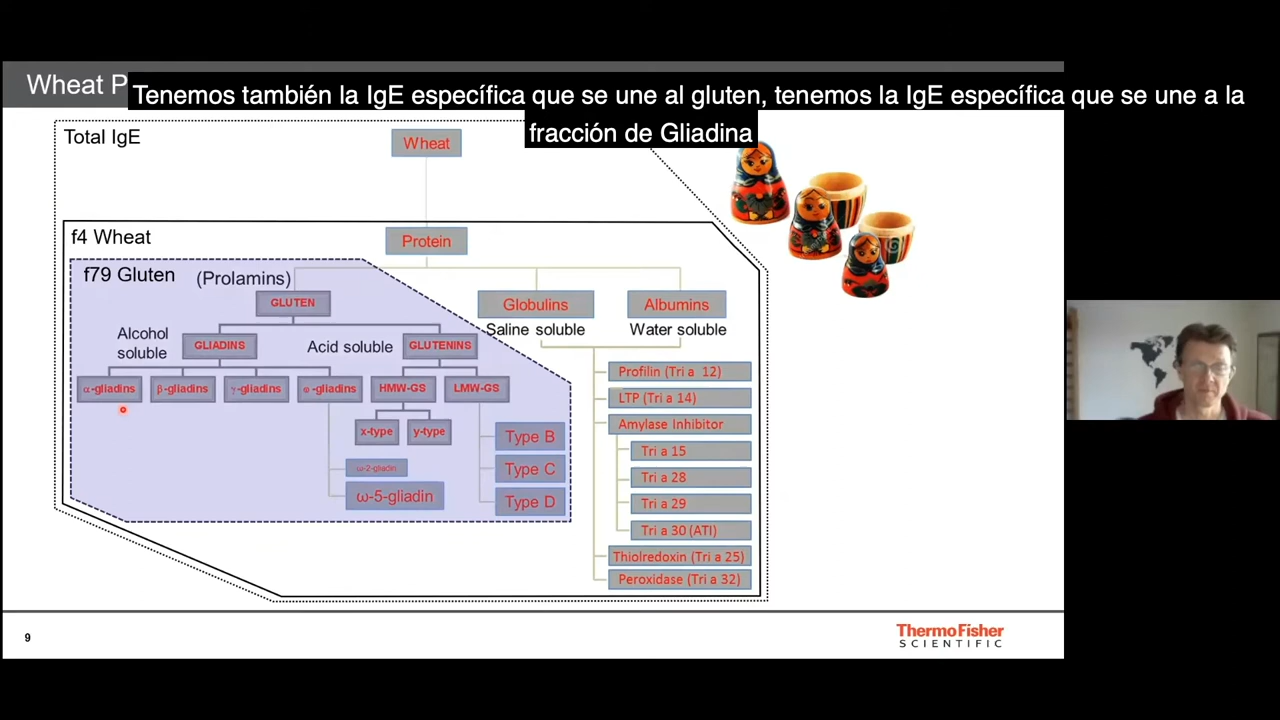 Wheat P
Tenemos también la IgE específica que se une al gluten, tenemos la IgE específica que se une a la
fracción de Gliadina
Total IgE
Wheat
f4 Wheat
Protein
f79 Gluten
(Prolamins)
GLUTEN
Globulins
Albumins
Saline soluble
Water soluble
Alcohol
soluble
GLIADINS
Acid soluble
GLUTENINS
α-gliadins
β-gliadins
γ-gliadins
φ-gliadins
HMW-GS
LMW-GS
x-type
y-type
ω-2-gliadin
ω-5-gliadin
Type B
Type C
Type D
Profilin (Tri a 12)
LTP (Tri a 14)
Amylase Inhibitor
Tri a 15
Tri a 28
Tri a 29
Tri a 30 (ATI)
Thiolredoxin (Tri a 25)
Peroxidase (Tri a 32)
9
ThermoFisher
SCIENTIFIC